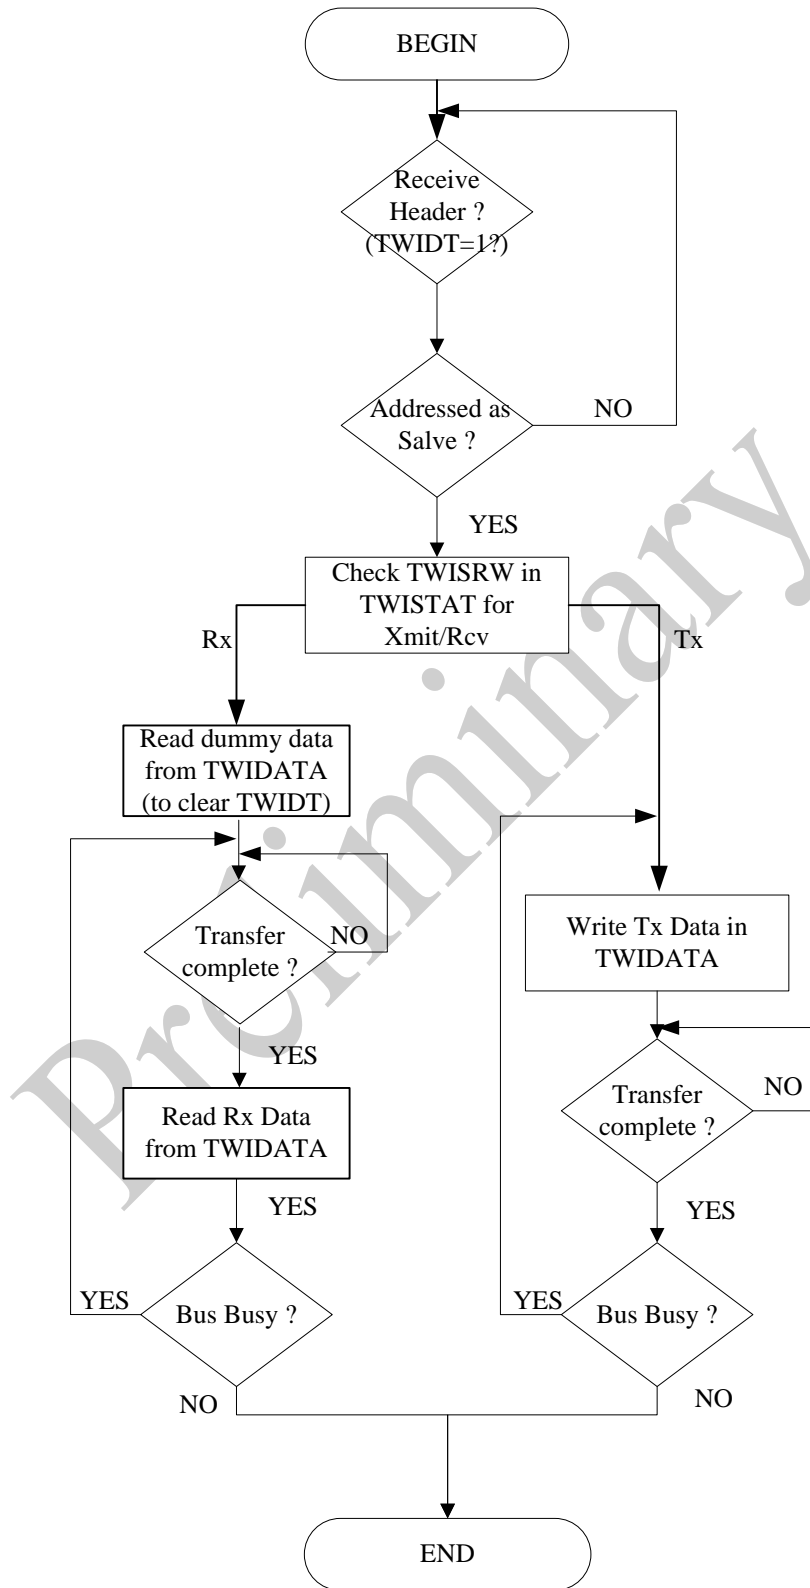 BEGIN
Receive
Header ?
(TWIDT=1?)
Addressed as
Salve ?
NO
YES
Check TWISRW in
TWISTAT for
Xmit/Rcv
Rx
Tx
Read dummy data
from TWIDATA
(to clear TWIDT)
Transfer
complete ?
NO
YES
Read Rx Data
from TWIDATA
YES
Bus Busy ?
YES
NO
Write Tx Data in
TWIDATA
Transfer
complete ?
NO
YES
Bus Busy ?
YES
NO
END
Preliminary